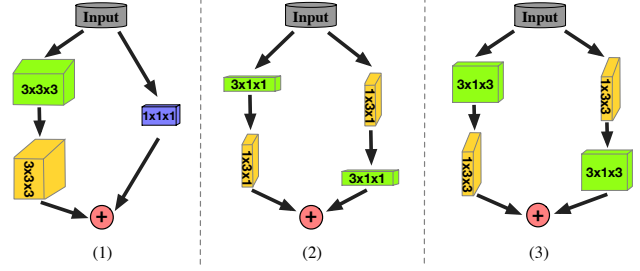 Input
3x3x3
1x1x1
3x3x3
+
(1)
Input
3x1x1
1x3x1
1x3x1
3x1x1
+
(2)
Input
3x1x3
1x3x3
1x3x3
3x1x3
+
(3)